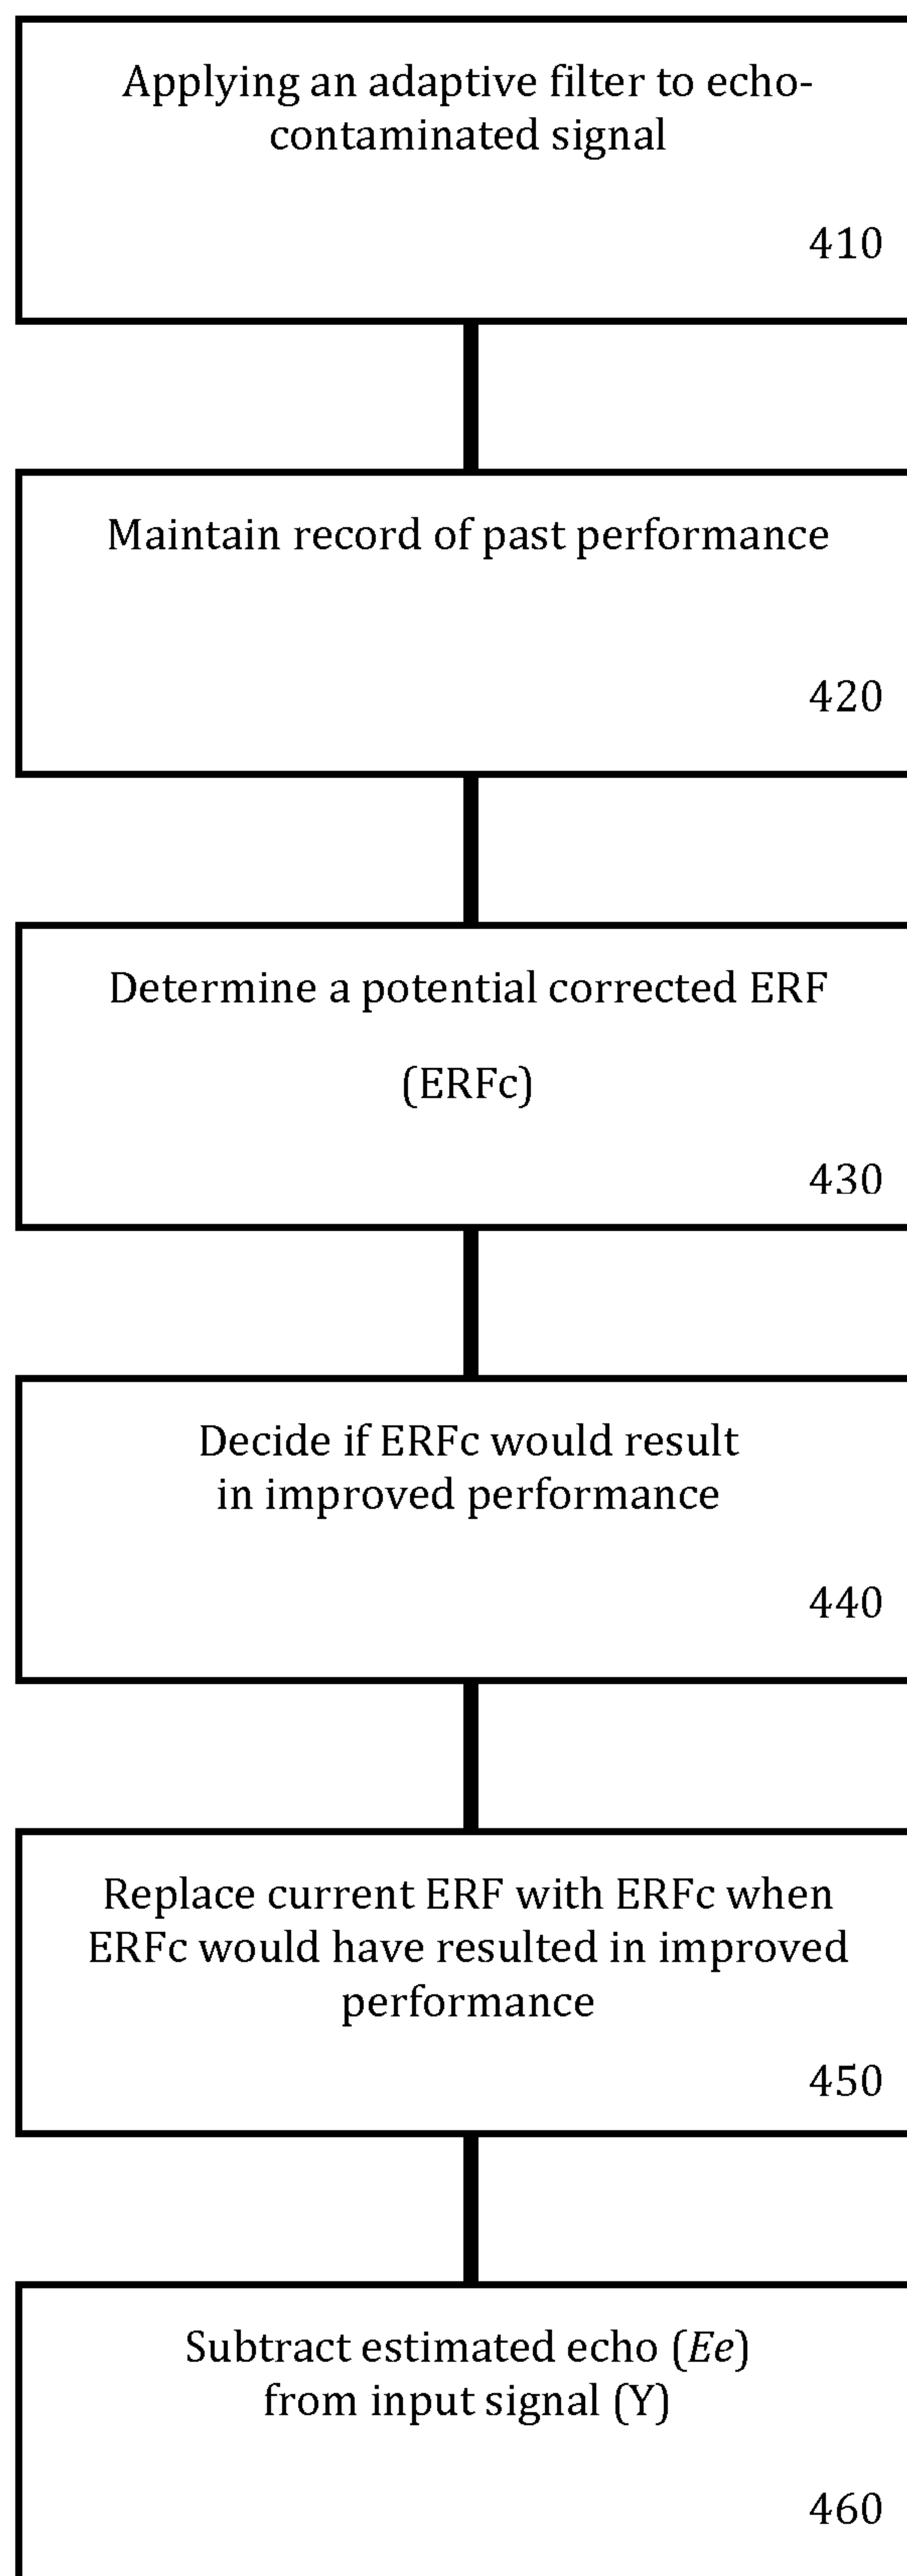 Applying an adaptive filter to echo-
contaminated signal
410
Maintain record of past performance
420
Determine a potential corrected ERF
(ERFc)
430
Decide if ERFc would result
in improved performance
440
Replace current ERF with ERFc when
ERFc would have resulted in improved
performance
450
Subtract estimated echo (Ee)
from input signal (Y)
460